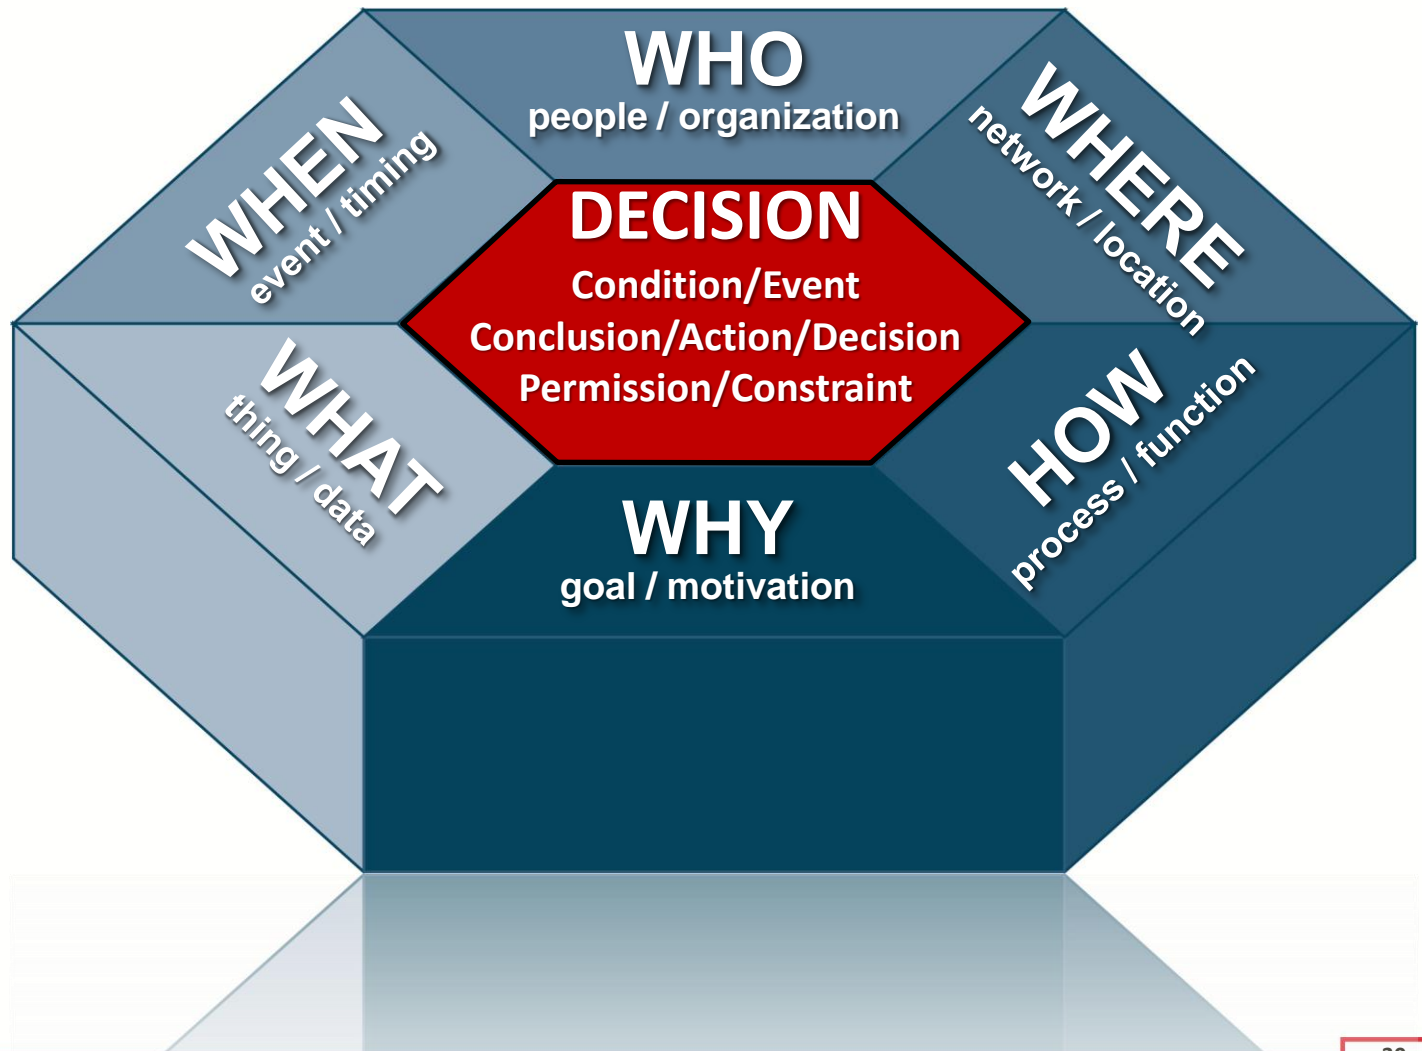 WHO
people / organization
WHEN
event / timing
WHERE
network / location
DECISION
Condition/Event
Conclusion/Action/Decision
Permission/Constraint
WHAT
thing / data
HOW
process / function
WHY
goal / motivation